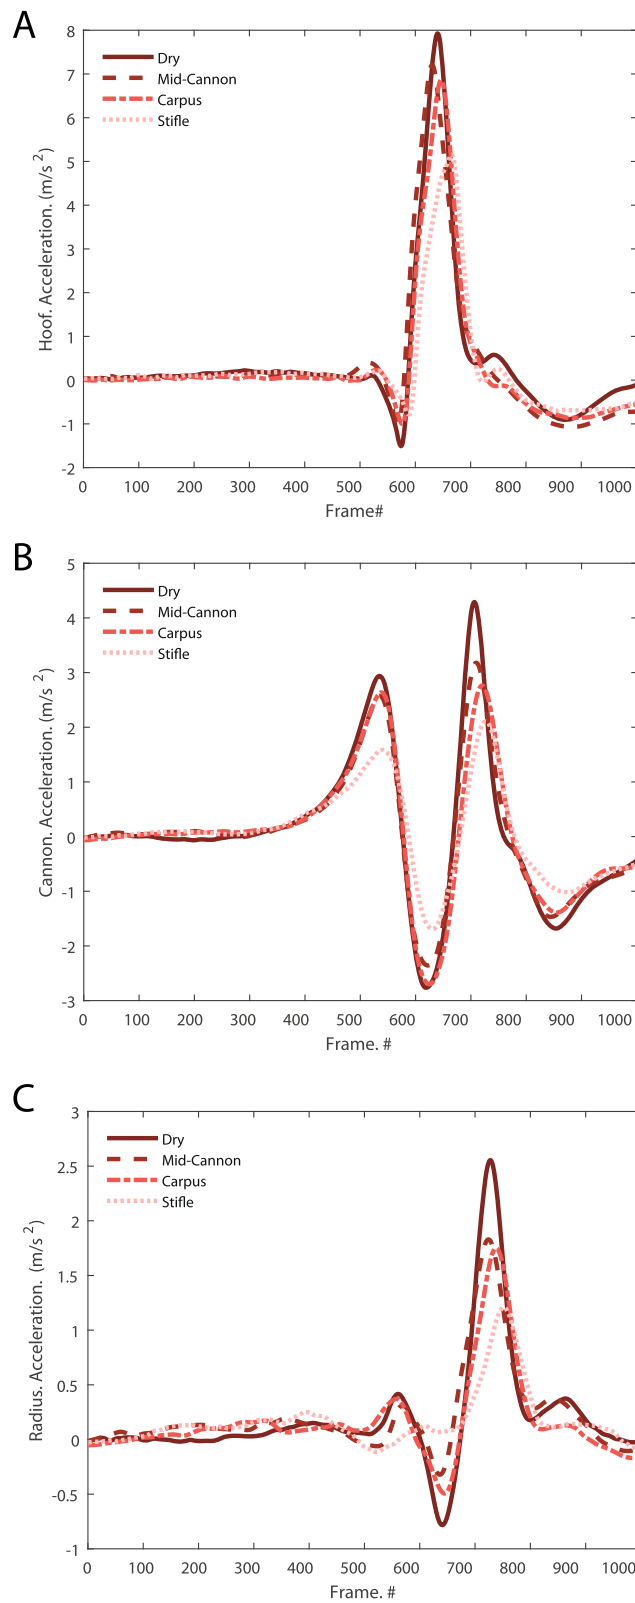 A
8
7
6
5
4
3
2
1
0
-1
-2
Hoof. Acceleration. (m/s 2)
Dry
Mid-Cannon
Carpus
Stifle
0 100 200 300 400 500 600 700 800 900 1000
Frame#
B
5
4
3
2
1
0
-1
-2
-3
Cannon. Acceleration. (m/s 2)
Dry
Mid-Cannon
Carpus
Stifle
0 100 200 300 400 500 600 700 800 900 1000
Frame. #
C
3
2.5
2
1.5
1
0.5
0
-0.5
-1
Radius. Acceleration. (m/s 2)
Dry
Mid-Cannon
Carpus
Stifle
0 100 200 300 400 500 600 700 800 900 1000
Frame. #